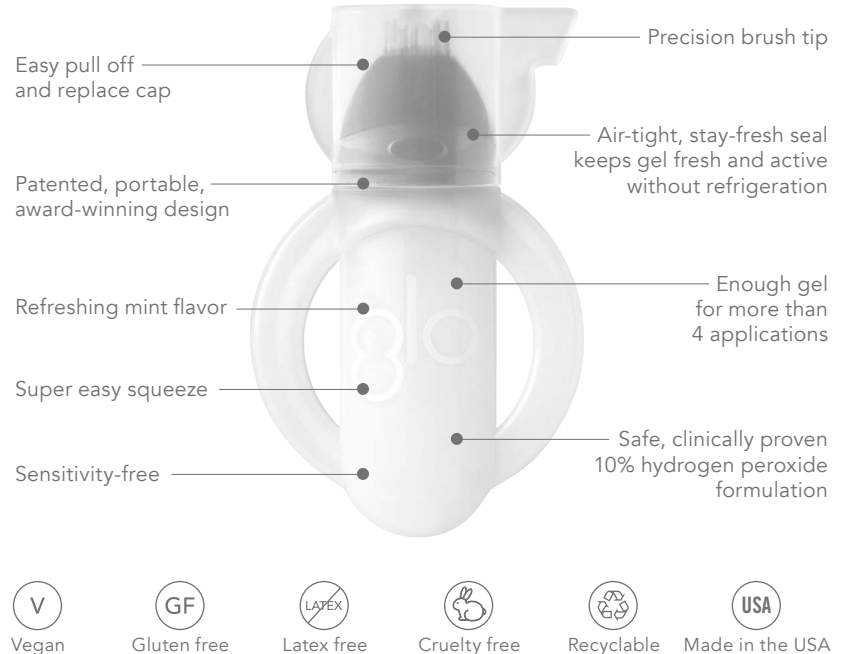 Precision brush tip
Easy pull off
and replace cap
Air-tight, stay-fresh seal
keeps gel fresh and active
without refrigeration
Patented, portable,
award-winning design
Enough gel
for more than
4 applications
Refreshing mint flavor
glo
Super easy squeeze
Safe, clinically proven
10% hydrogen peroxide
formulation
Sensitivity-free
V
GF
LATEX
USA
Vegan
Gluten free
Latex free
Cruelty free
Recyclable
Made in the USA